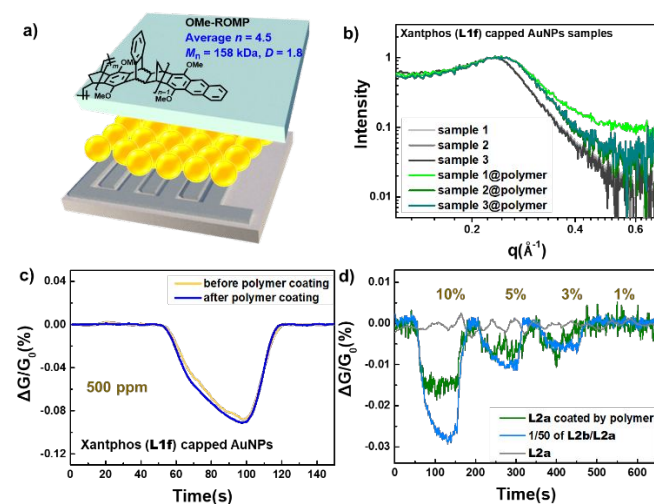 a)
OMe-ROMP
Average n = 4.5
Mn = 158 kDa, D = 1.8
m
OMe
OMe
MeO
MeO
n-1
b)
Xantphos (L1f) capped AuNPs samples
Intensity
1
0.1
0.01
sample 1
sample 2
sample 3
sample 1@polymer
sample 2@polymer
sample 3@polymer
0.2 0.4 0.6
q(Å⁻¹)
c)
ΔG/G₀(%)
0.04
0.00
-0.04
-0.08
-0.12
before polymer coating
after polymer coating
500 ppm
Xantphos (L1f) capped AuNPs
0 20 40 60 80 100 120 140
Time(s)
d)
ΔG/G₀(%)
0.01
0.00
-0.01
-0.02
-0.03
10% 5% 3% 1%
L2a coated by polymer
1/50 of L2b/L2a
L2a
0 100 200 300 400 500 600
Time(s)